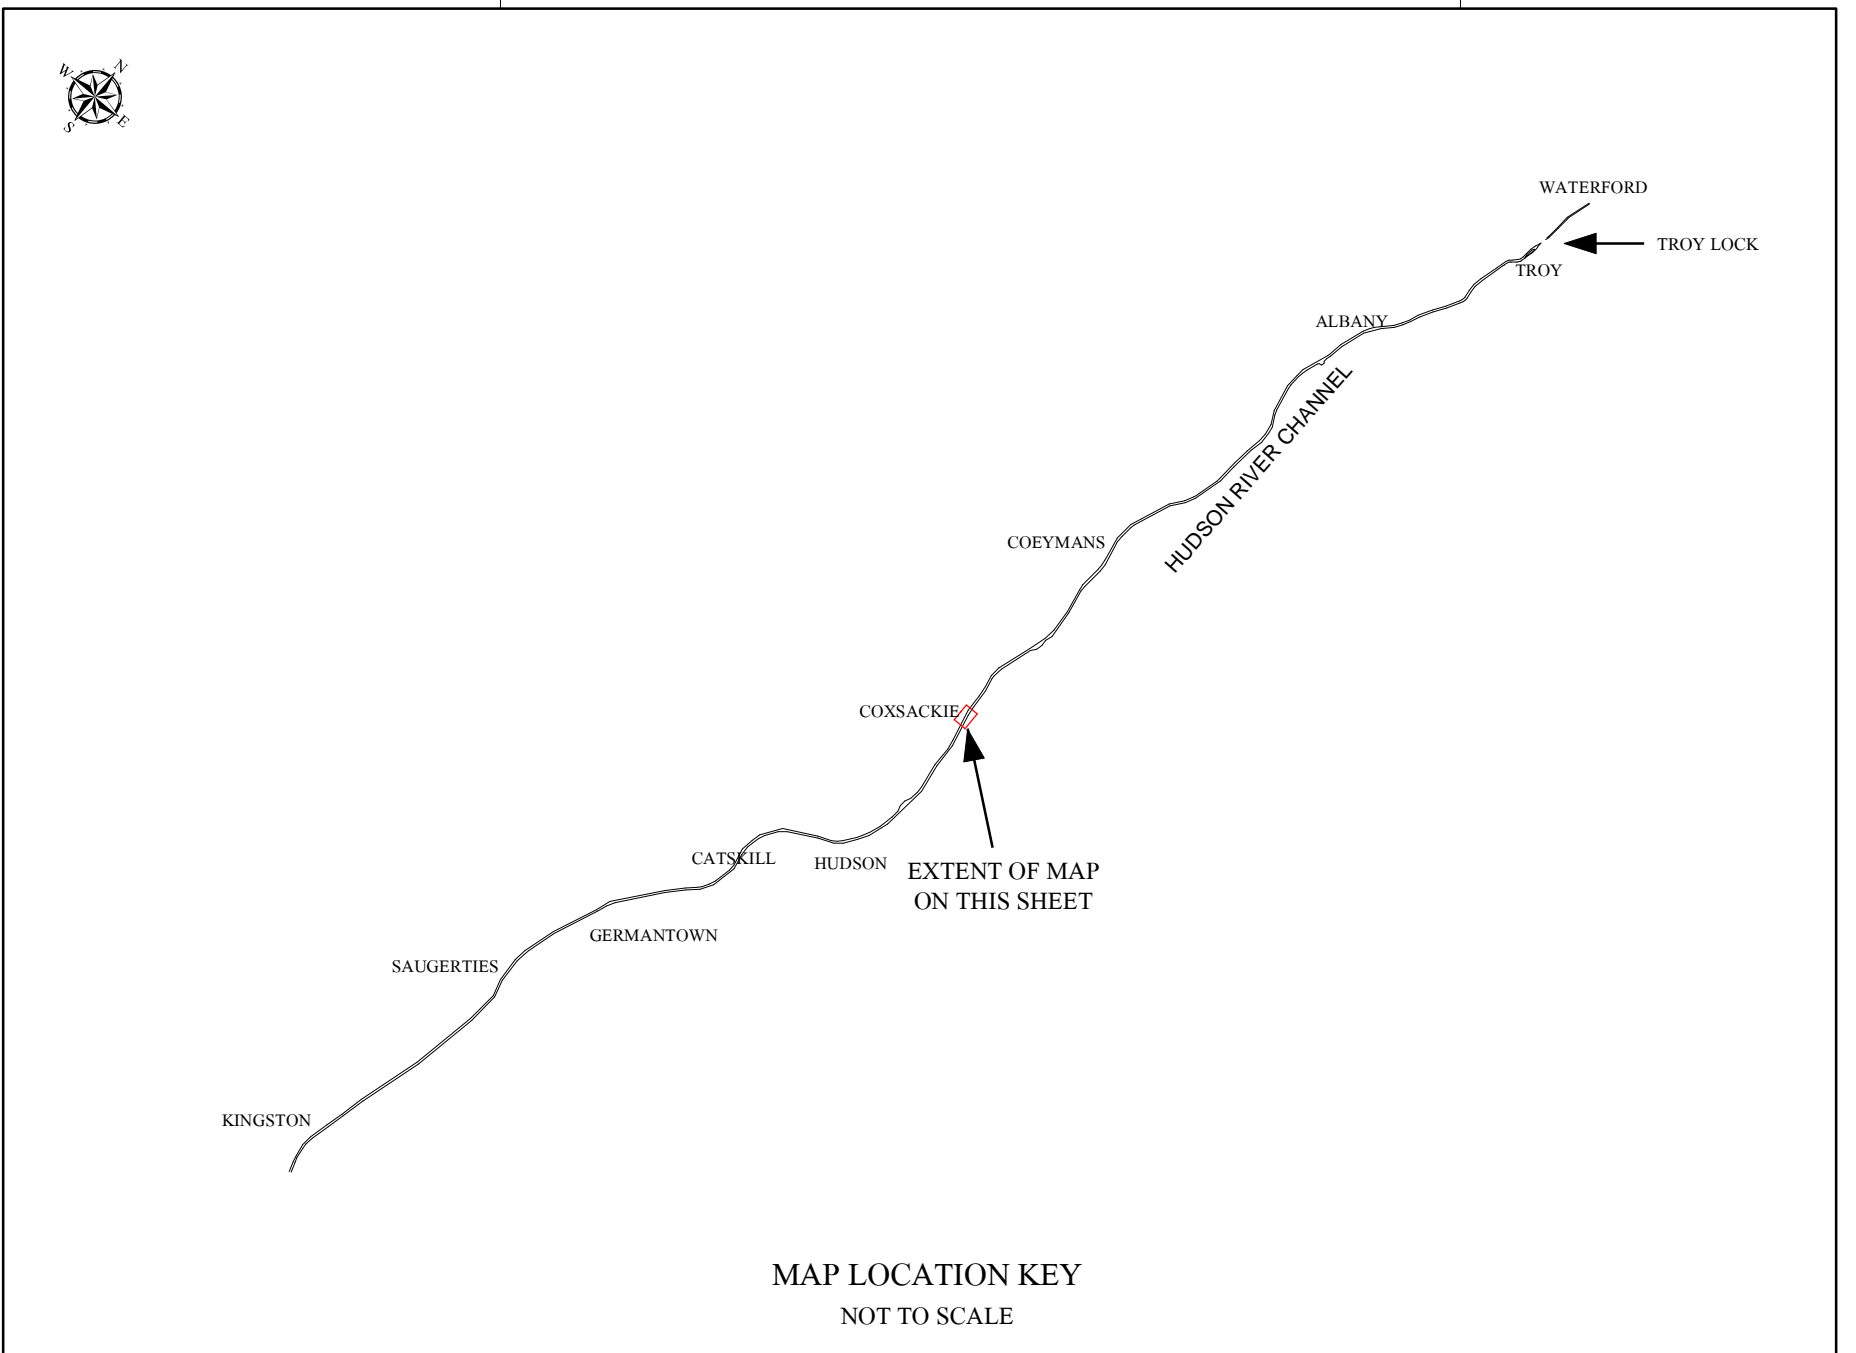 W N
S E
WATERFORD
TROY LOCK
TROY
ALBANY
HUDSON RIVER CHANNEL
COEYMANS
COXSACKIE
CATSKILL
HUDSON
EXTENT OF MAP
ON THIS SHEET
GERMANTOWN
SAUGERTIES
KINGSTON
MAP LOCATION KEY
NOT TO SCALE